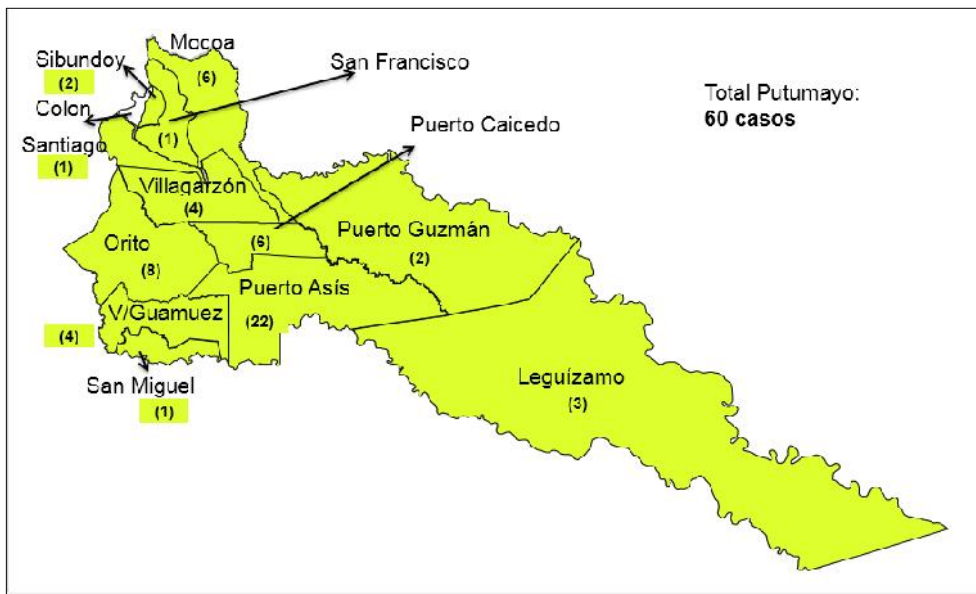 Mocoa
(6)
Sibundoy
(2)
San Francisco
(1)
Total Putumayo:
60 casos
Colon
Puerto Caicedo
(6)
Santiago
(1)
Villagarzón
(4)
Orito
(8)
Puerto Guzmán
(2)
Puerto Asís
(22)
V/Guamuez
(4)
San Miguel
(1)
Leguízamo
(3)